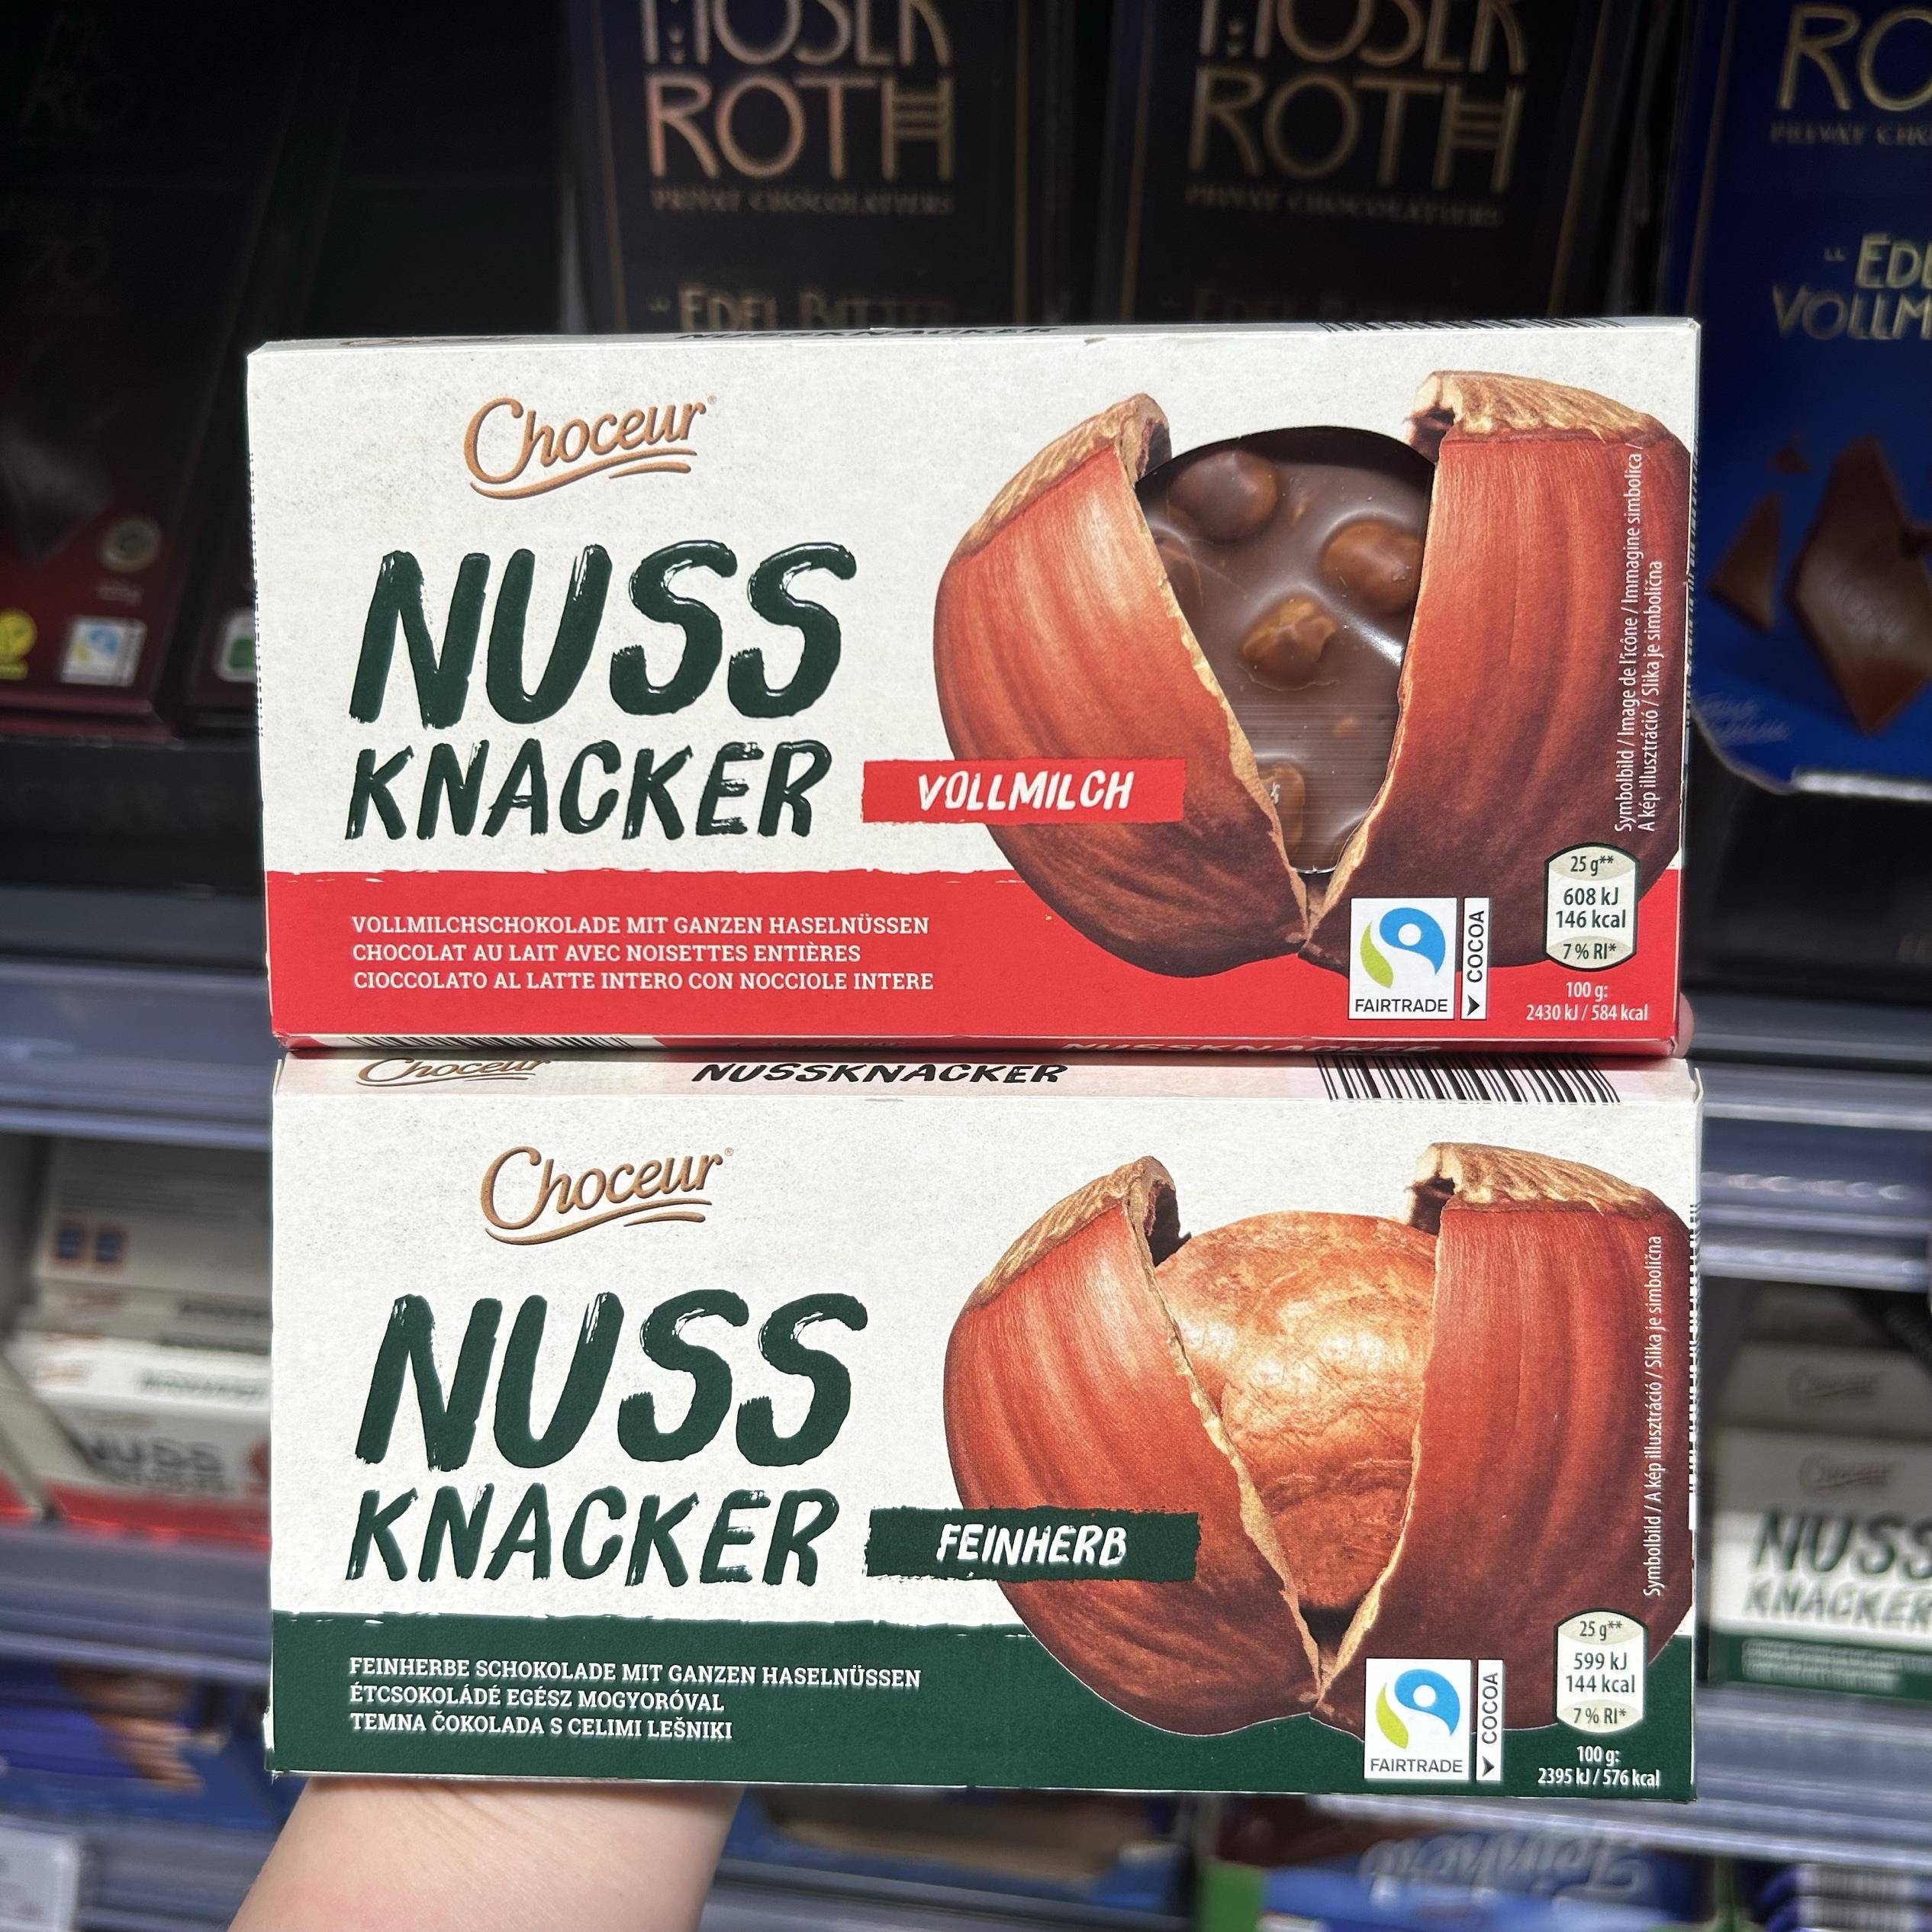 ROTH
PRIVAT CHOCOLATIERS
EDEL BITTER
ROTH
PRIVAT CHOCOLATIERS
NUSSKNACKER
Choceur®
NUSS
KNACKER
VOLLMILCH
VOLLMILCHSCHOKOLADE MIT GANZEN HASELNÜSSEN
CHOCOLAT AU LAIT AVEC NOISETTES ENTIÈRES
CIOCCOLATO AL LATTE INTERO CON NOCCIOLE INTERE
Symbolbild / Image de l'icône / Immagine simbolica /
A kép illusztráció / Slika je simbolična
FAIRTRADE
COCOA
25 g**
608 kJ
146 kcal
7 % RI*
100 g:
2430 kJ / 584 kcal
Choceur
NUSSKNACKER
Choceur®
NUSS
KNACKER
FEINHERB
FEINHERBE SCHOKOLADE MIT GANZEN HASELNÜSSEN
ÉTCSOKOLÁDÉ EGÉSZ MOGYORÓVAL
TEMNA ČOKOLADA S CELIMI LEŠNIKI
Symbolbild / A kép illusztráció / Slika je simbolična
FAIRTRADE
COCOA
25 g**
599 kJ
144 kcal
7 % RI*
100 g:
2395 kJ / 576 kcal
NUSS
NUSS
KNACKER